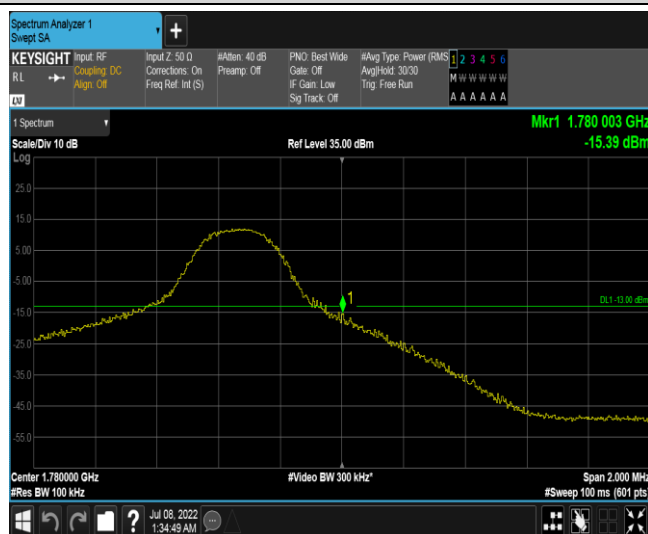 Spectrum Analyzer 1
Swept SA
+
KEYSIGHT
RL
LXI
Input: RF
Coupling: DC
Align: Off
Input Z: 50 Ω
Corrections: On
Freq Ref: Int (S)
#Atten: 40 dB
Preamp: Off
PNO: Best Wide
Gate: Off
IF Gain: Low
Sig Track: Off
#Avg Type: Power (RMS
Avg|Hold: 30/30
Trig: Free Run
1 2 3 4 5 6
M W W W W W
A A A A A A
1 Spectrum
Scale/Div 10 dB
Ref Level 35.00 dBm
Mkr1 1.780 003 GHz
-15.39 dBm
Log
25.0
15.0
5.00
-5.00
-15.0
-25.0
-35.0
-45.0
-55.0
1
DL1 -13.00 dBm
Center 1.780000 GHz
#Video BW 300 kHz*
Span 2.000 MHz
#Res BW 100 kHz
#Sweep 100 ms (601 pts)
?
Jul 08, 2022
1:34:49 AM